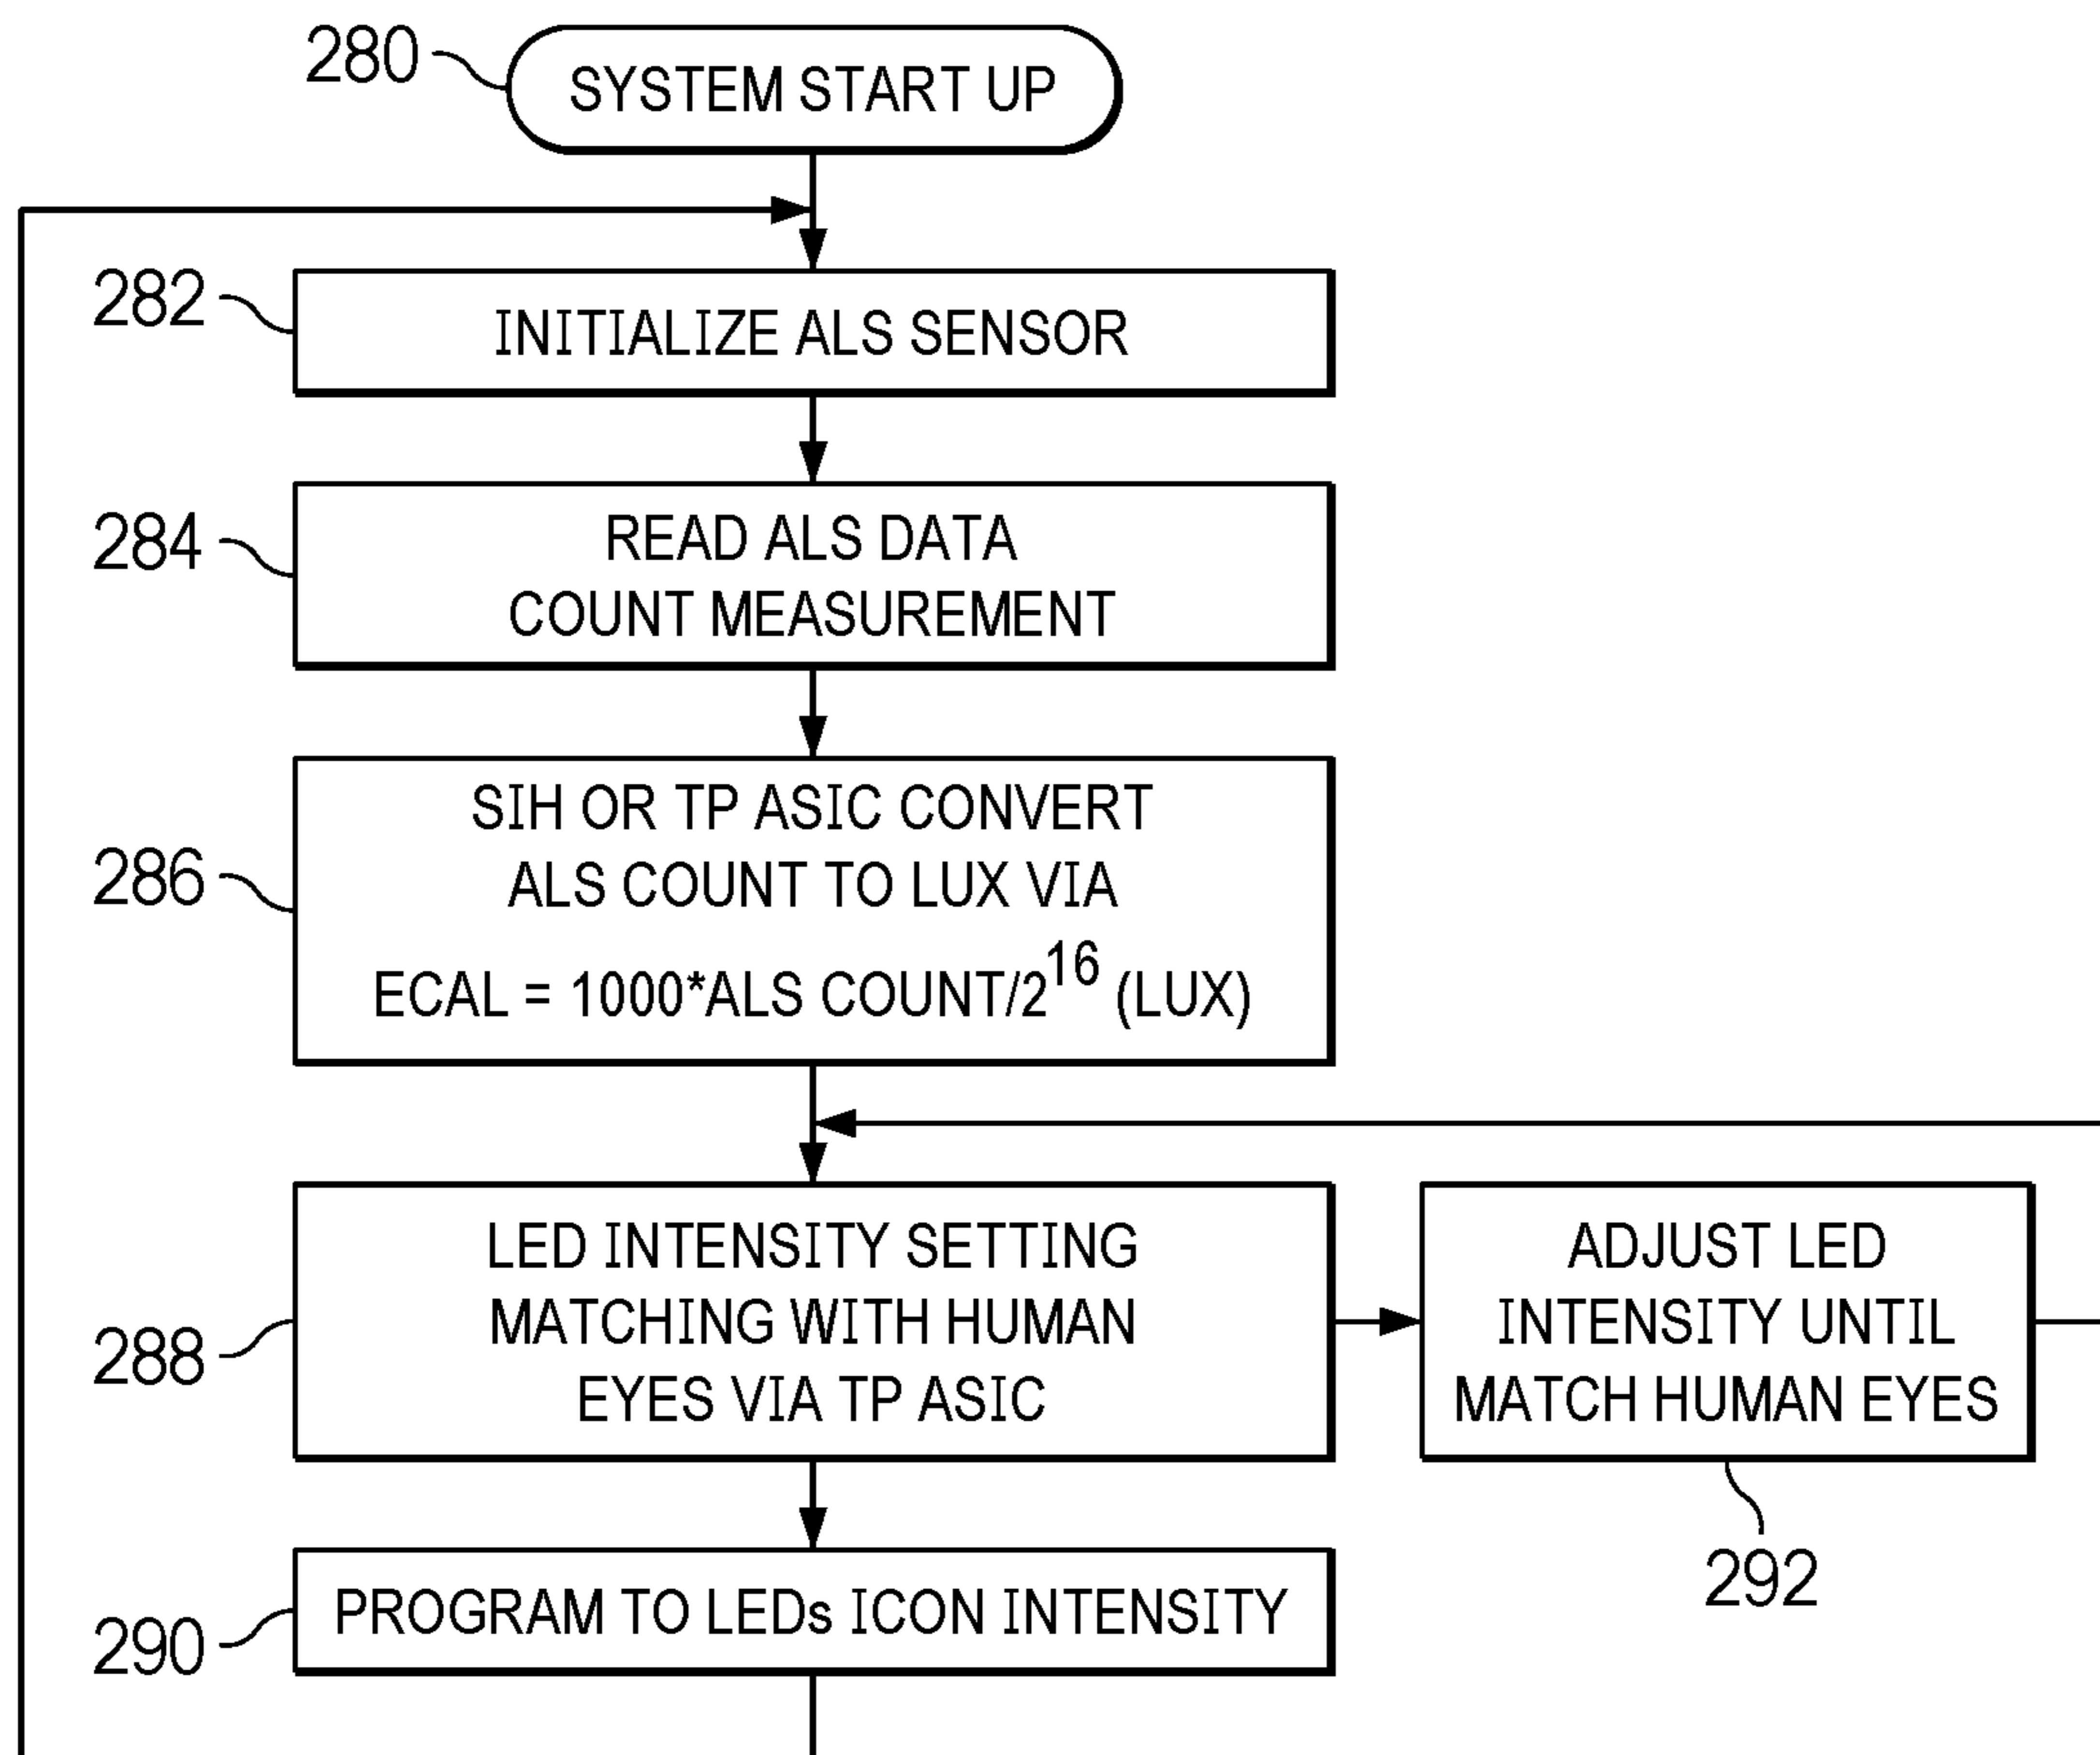 280
SYSTEM START UP
282
INITIALIZE ALS SENSOR
284
READ ALS DATA
COUNT MEASUREMENT
286
SIH OR TP ASIC CONVERT
ALS COUNT TO LUX VIA
ECAL = 1000*ALS COUNT/2^16 (LUX)
288
LED INTENSITY SETTING
MATCHING WITH HUMAN
EYES VIA TP ASIC
ADJUST LED
INTENSITY UNTIL
MATCH HUMAN EYES
292
290
PROGRAM TO LEDs ICON INTENSITY